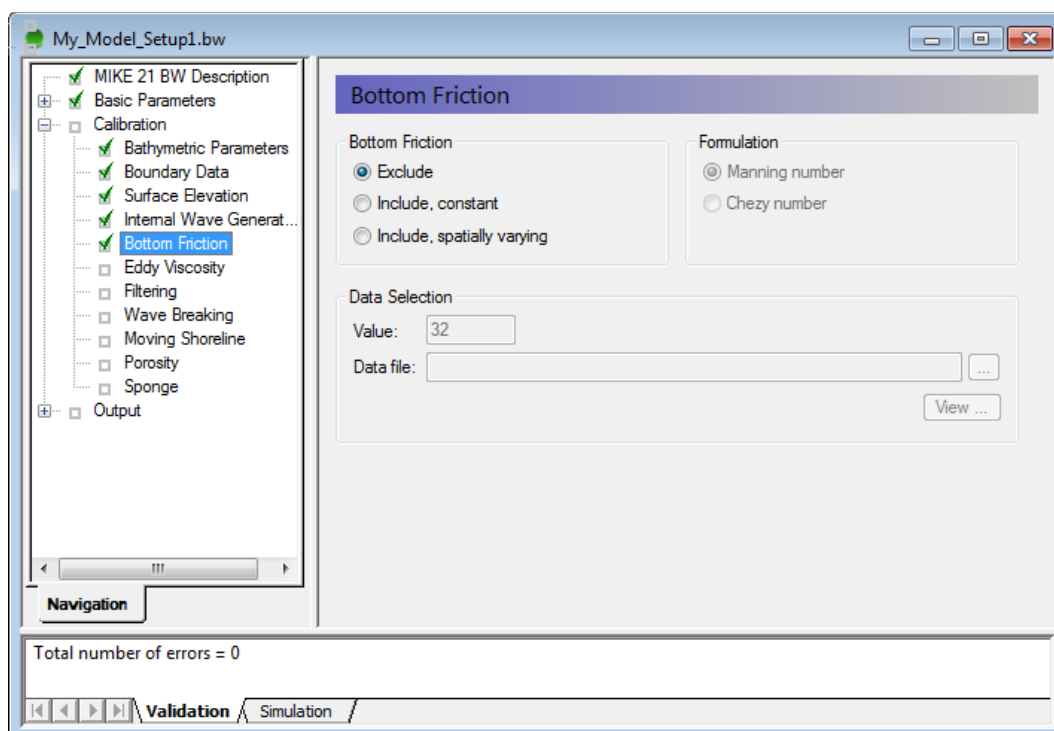 My_Model_Setup1.bw
MIKE 21 BW Description
Basic Parameters
Calibration
Bathymetric Parameters
Boundary Data
Surface Elevation
Internal Wave Generat...
Bottom Friction
Eddy Viscosity
Filtering
Wave Breaking
Moving Shoreline
Porosity
Sponge
Output
Navigation
Bottom Friction
Bottom Friction
Exclude
Include, constant
Include, spatially varying
Formulation
Manning number
Chezy number
Data Selection
Value: 32
Data file: ...
View ...
Total number of errors = 0
Validation Simulation